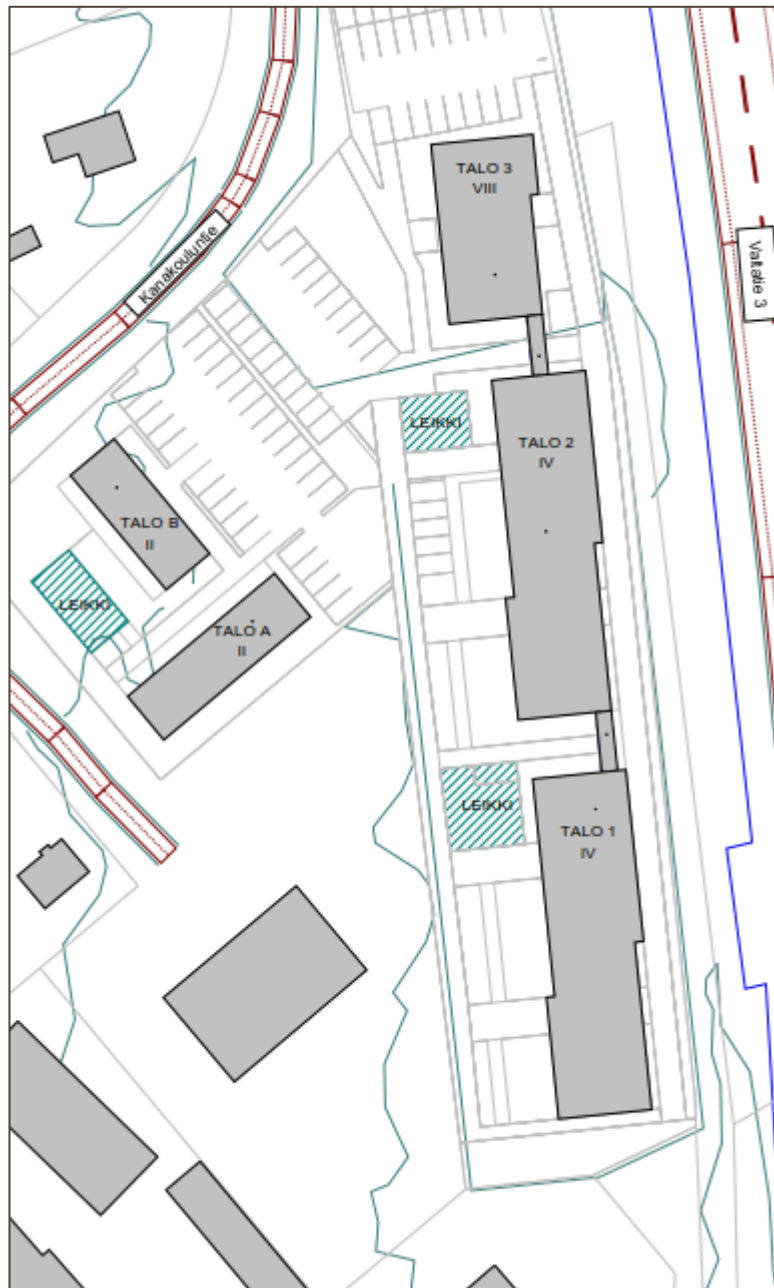 TALO 3
VIII
Kanakouluntie
Valtatie 3
LEIKKI
TALO 2
IV
TALO B
II
LEIKKI
TALO A
II
LEIKKI
TALO 1
IV